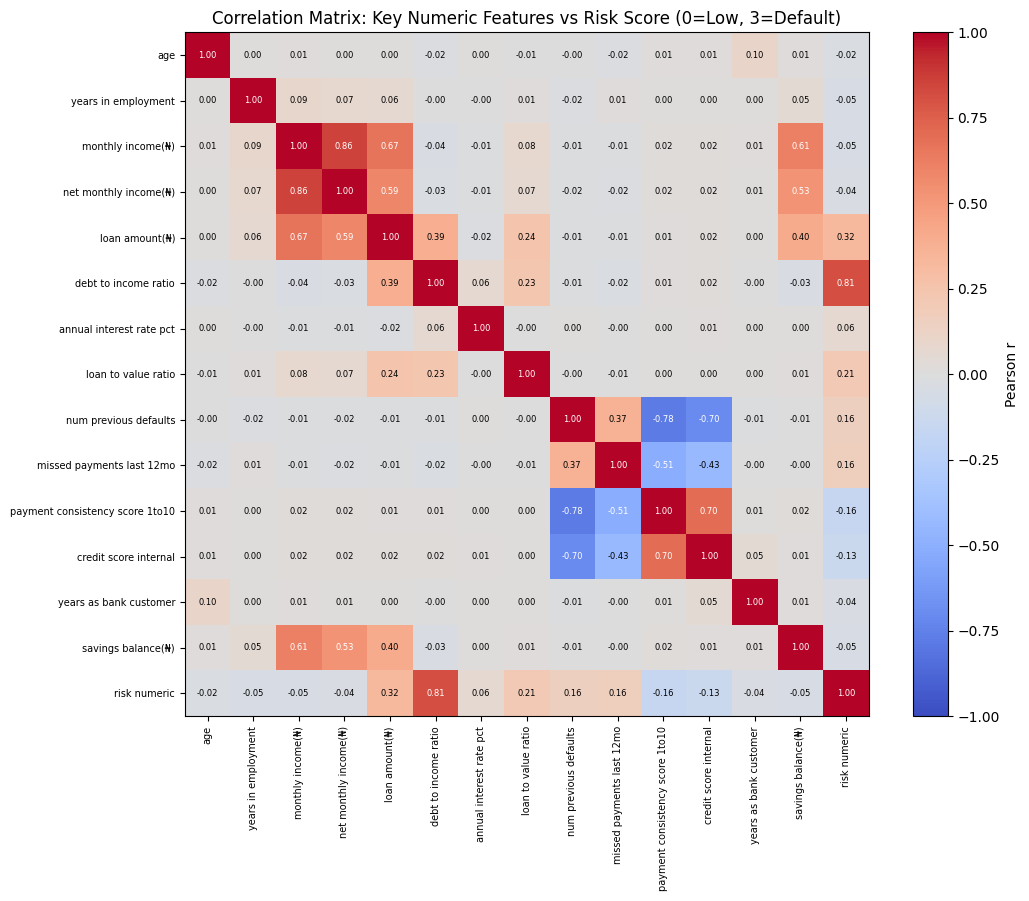 Correlation Matrix: Key Numeric Features vs Risk Score (0=Low, 3=Default)
age 1.00 0.00 0.01 0.00 0.00 -0.02 0.00 -0.01 -0.00 -0.02 0.01 0.01 0.10 0.01 -0.02
years in employment 0.00 1.00 0.09 0.07 0.06 -0.00 -0.00 0.01 -0.02 0.01 0.00 0.00 0.00 0.05 -0.05
monthly income(₦) 0.01 0.09 1.00 0.86 0.67 -0.04 -0.01 0.08 -0.01 -0.01 0.02 0.02 0.01 0.61 -0.05
net monthly income(₦) 0.00 0.07 0.86 1.00 0.59 -0.03 -0.01 0.07 -0.02 -0.02 0.02 0.02 0.01 0.53 -0.04
loan amount(₦) 0.00 0.06 0.67 0.59 1.00 0.39 -0.02 0.24 -0.01 -0.01 0.01 0.02 0.00 0.40 0.32
debt to income ratio -0.02 -0.00 -0.04 -0.03 0.39 1.00 0.06 0.23 -0.01 -0.02 0.01 0.02 -0.00 -0.03 0.81
annual interest rate pct 0.00 -0.00 -0.01 -0.01 -0.02 0.06 1.00 -0.00 0.00 -0.00 0.00 0.01 0.00 0.00 0.06
loan to value ratio -0.01 0.01 0.08 0.07 0.24 0.23 -0.00 1.00 -0.00 -0.01 0.00 0.00 0.00 0.01 0.21
num previous defaults -0.00 -0.02 -0.01 -0.02 -0.01 -0.01 0.00 -0.00 1.00 0.37 -0.78 -0.70 -0.01 -0.01 0.16
missed payments last 12mo -0.02 0.01 -0.01 -0.02 -0.01 -0.02 -0.00 -0.01 0.37 1.00 -0.51 -0.43 -0.00 -0.00 0.16
payment consistency score 1to10 0.01 0.00 0.02 0.02 0.01 0.01 0.00 0.00 -0.78 -0.51 1.00 0.70 0.01 0.02 -0.16
credit score internal 0.01 0.00 0.02 0.02 0.02 0.02 0.01 0.00 -0.70 -0.43 0.70 1.00 0.05 0.01 -0.13
years as bank customer 0.10 0.00 0.01 0.01 0.00 -0.00 0.00 0.00 -0.01 -0.00 0.01 0.05 1.00 0.01 -0.04
savings balance(₦) 0.01 0.05 0.61 0.53 0.40 -0.03 0.00 0.01 -0.01 -0.00 0.02 0.01 0.01 1.00 -0.05
risk numeric -0.02 -0.05 -0.05 -0.04 0.32 0.81 0.06 0.21 0.16 0.16 -0.16 -0.13 -0.04 -0.05 1.00
age
years in employment
monthly income(₦)
net monthly income(₦)
loan amount(₦)
debt to income ratio
annual interest rate pct
loan to value ratio
num previous defaults
missed payments last 12mo
payment consistency score 1to10
credit score internal
years as bank customer
savings balance(₦)
risk numeric
1.00
0.75
0.50
0.25
0.00
−0.25
−0.50
−0.75
−1.00
Pearson r